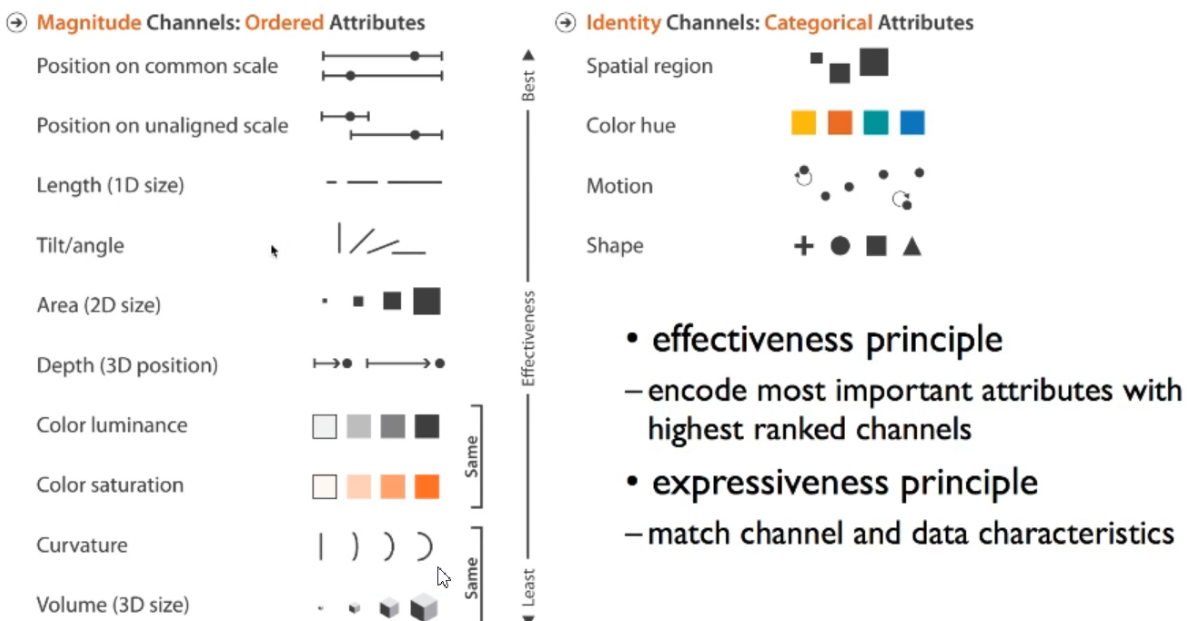 Magnitude Channels: Ordered Attributes
Position on common scale
Position on unaligned scale
Length (1D size)
Tilt/angle
Area (2D size)
Depth (3D position)
Color luminance
Color saturation
Curvature
Volume (3D size)
Same
Same
Best
Effectiveness
Least
Identity Channels: Categorical Attributes
Spatial region
Color hue
Motion
Shape
• effectiveness principle
– encode most important attributes with
highest ranked channels
• expressiveness principle
– match channel and data characteristics